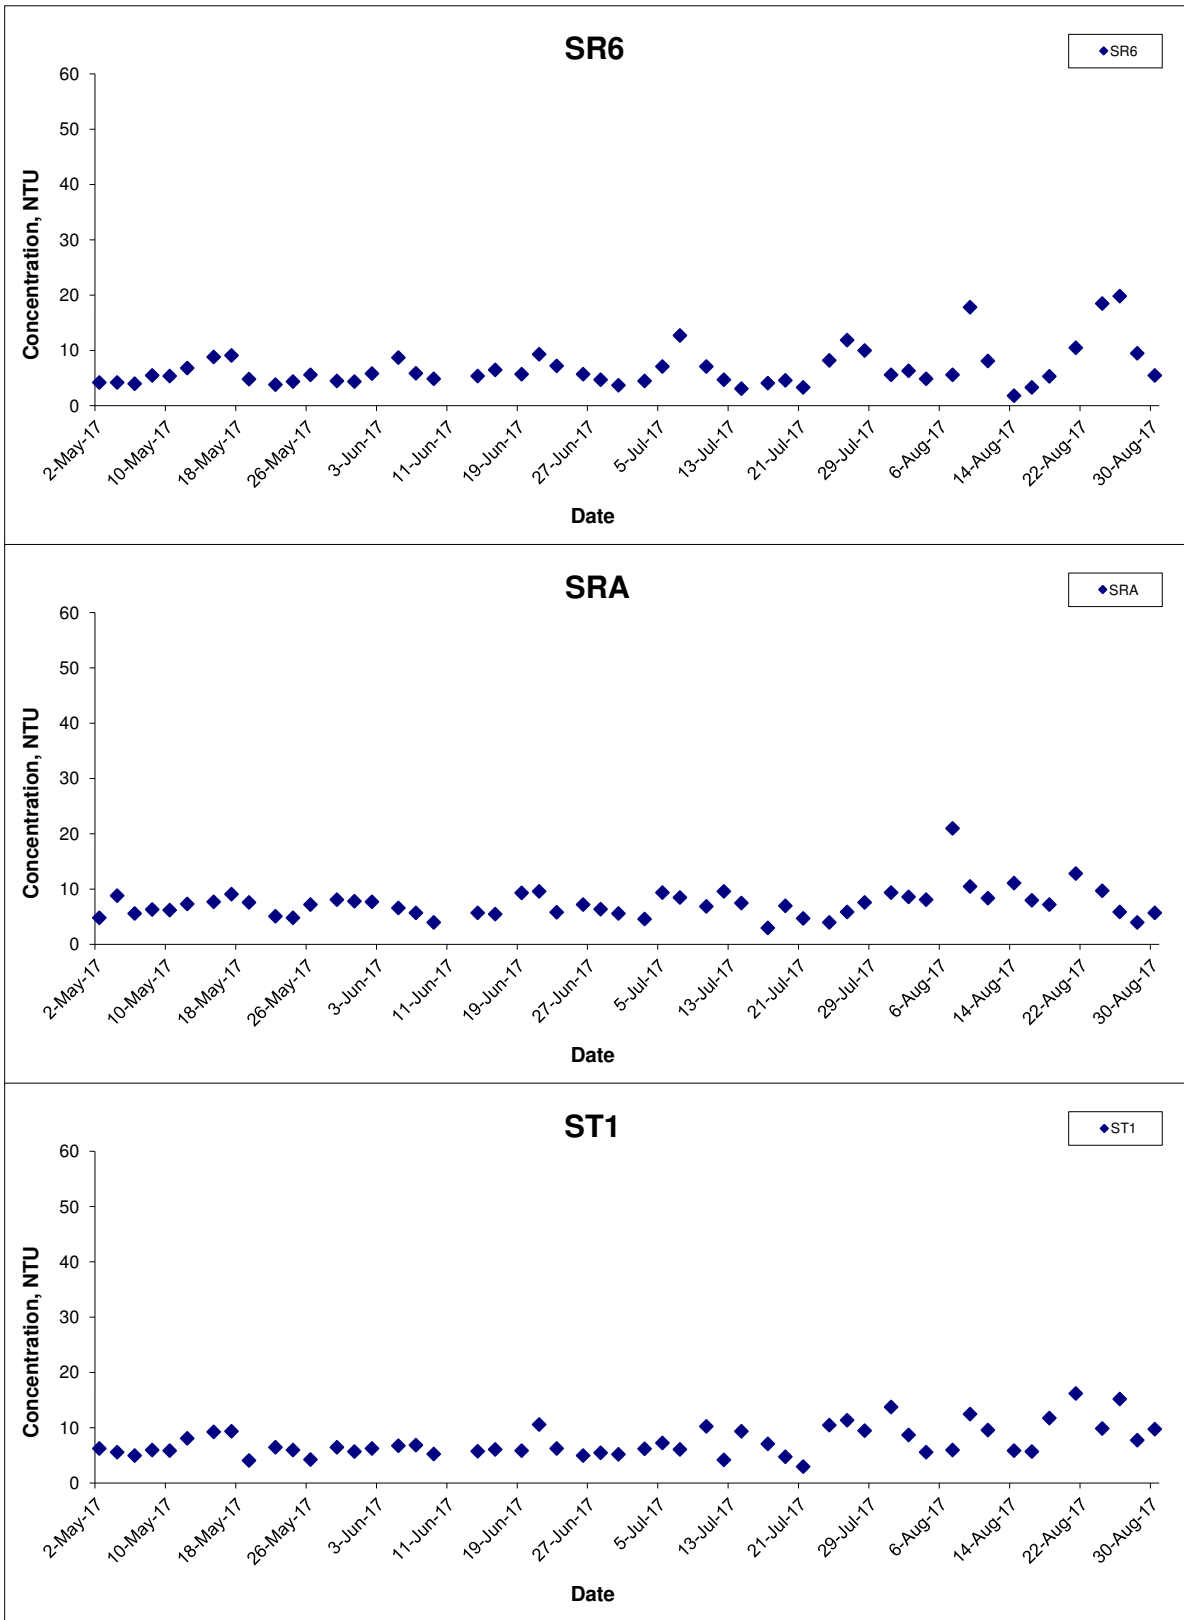 SR6
SR6
60
50
40
30
20
10
0
Concentration, NTU
2-May-17 10-May-17 18-May-17 26-May-17 3-Jun-17 11-Jun-17 19-Jun-17 27-Jun-17 5-Jul-17 13-Jul-17 21-Jul-17 29-Jul-17 6-Aug-17 14-Aug-17 22-Aug-17 30-Aug-17
Date
SRA
SRA
60
50
40
30
20
10
0
Concentration, NTU
2-May-17 10-May-17 18-May-17 26-May-17 3-Jun-17 11-Jun-17 19-Jun-17 27-Jun-17 5-Jul-17 13-Jul-17 21-Jul-17 29-Jul-17 6-Aug-17 14-Aug-17 22-Aug-17 30-Aug-17
Date
ST1
ST1
60
50
40
30
20
10
0
Concentration, NTU
2-May-17 10-May-17 18-May-17 26-May-17 3-Jun-17 11-Jun-17 19-Jun-17 27-Jun-17 5-Jul-17 13-Jul-17 21-Jul-17 29-Jul-17 6-Aug-17 14-Aug-17 22-Aug-17 30-Aug-17
Date